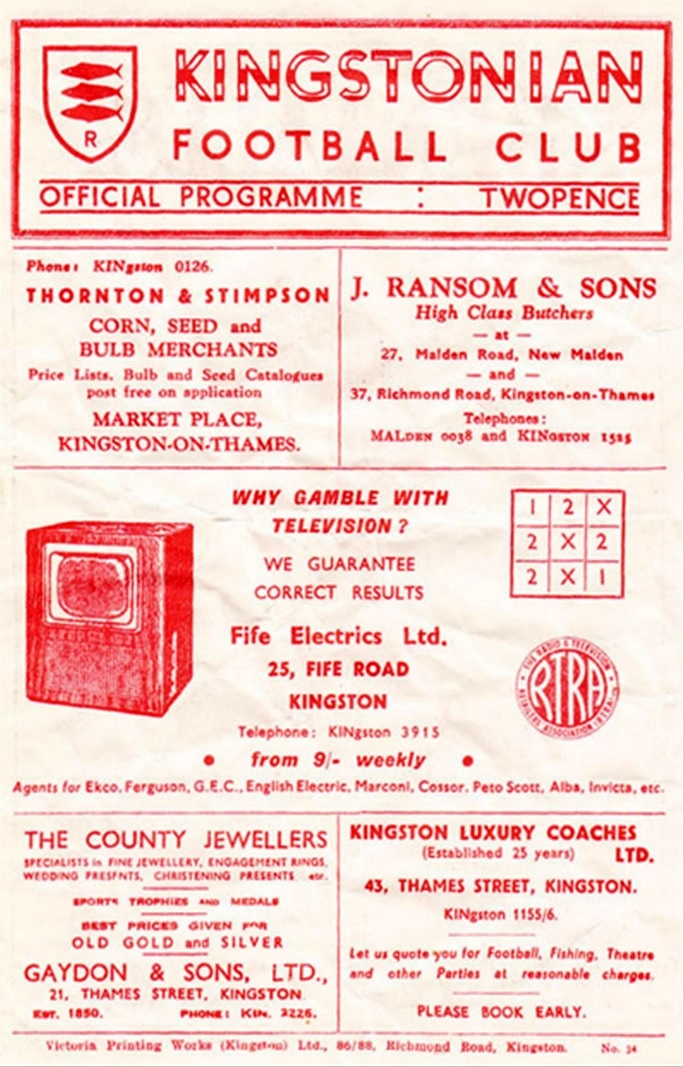 R
KINGSTONIAN
FOOTBALL CLUB
OFFICIAL PROGRAMME : TWOPENCE
Phone: KINgston 0126.
THORNTON & STIMPSON
CORN, SEED and
BULB MERCHANTS
Price Lists. Bulb and Seed Catalogues
post free on application
MARKET PLACE,
KINGSTON-ON-THAMES.
J. RANSOM & SONS
High Class Butchers
— at —
27, Malden Road, New Malden
— and —
37, Richmond Road, Kingston-on-Thames
Telephones:
MALDEN 0038 and KINGSTON 1525
WHY GAMBLE WITH
TELEVISION?
WE GUARANTEE
CORRECT RESULTS
Fife Electrics Ltd.
25, FIFE ROAD
KINGSTON
Telephone: KINgston 3915
• from 9/- weekly •
1 2 X
2 X 2
2 X 1
THE RADIO & TELEVISION
RTRA
RETAILERS ASSOCIATION
Agents for Ekco, Ferguson, G.E.C., English Electric, Marconi, Cossor, Peto Scott, Alba, Invicta, etc.
THE COUNTY JEWELLERS
SPECIALISTS in FINE JEWELLERY, ENGAGEMENT RINGS,
WEDDING PRESENTS, CHRISTENING PRESENTS etc.
SPORTS TROPHIES AND MEDALS
BEST PRICES GIVEN FOR
OLD GOLD and SILVER
GAYDON & SONS, LTD.,
21, THAMES STREET, KINGSTON
EST. 1850. PHONE: KIN. 2226.
KINGSTON LUXURY COACHES
(Established 25 years) LTD.
43, THAMES STREET, KINGSTON.
KINgston 1155/6.
Let us quote you for Football, Fishing, Theatre
and other Parties at reasonable charges.
PLEASE BOOK EARLY.
Victoria Printing Works (Kingston) Ltd., 86/88, Richmond Road, Kingston. No. 34